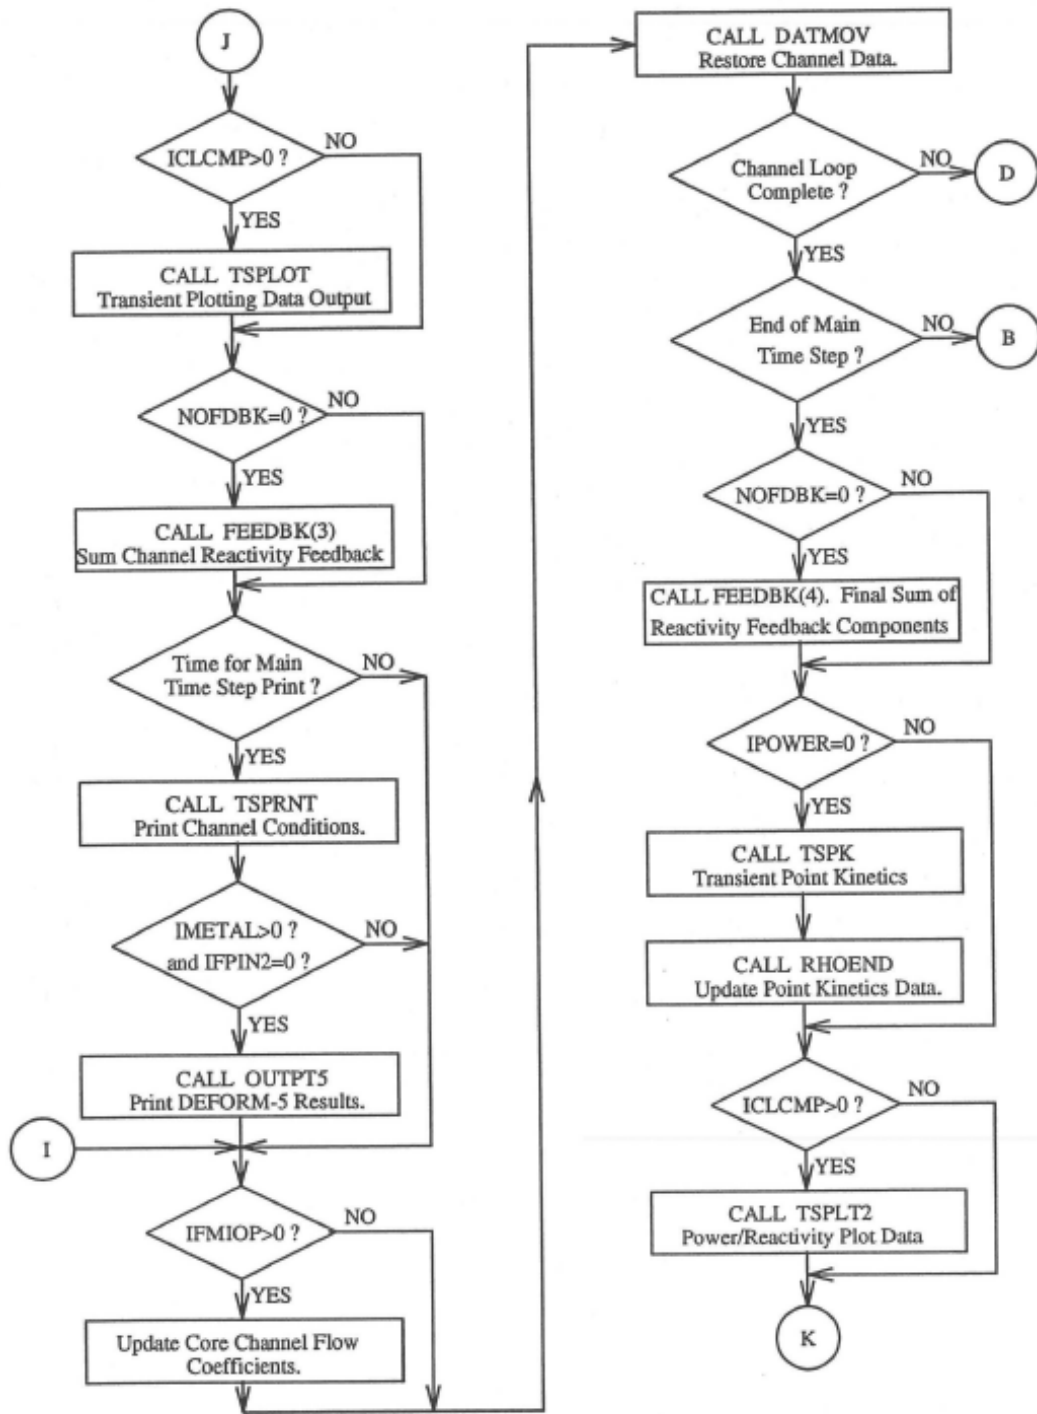 J
ICLCMP>0 ?
NO
YES
CALL TSPLOT
Transient Plotting Data Output
NOFDBK=0 ?
NO
YES
CALL FEEDBK(3)
Sum Channel Reactivity Feedback
Time for Main
Time Step Print ?
NO
YES
CALL TSPRNT
Print Channel Conditions.
IMETAL>0 ?
and IFPIN2=0 ?
NO
YES
CALL OUTPT5
Print DEFORM-5 Results.
I
IFMIOP>0 ?
NO
YES
Update Core Channel Flow
Coefficients.
CALL DATMOV
Restore Channel Data.
Channel Loop
Complete ?
NO
D
YES
End of Main
Time Step ?
NO
B
YES
NOFDBK=0 ?
NO
YES
CALL FEEDBK(4). Final Sum of
Reactivity Feedback Components
IPOWER=0 ?
NO
YES
CALL TSPK
Transient Point Kinetics
CALL RHOEND
Update Point Kinetics Data.
ICLCMP>0 ?
NO
YES
CALL TSPLT2
Power/Reactivity Plot Data
K